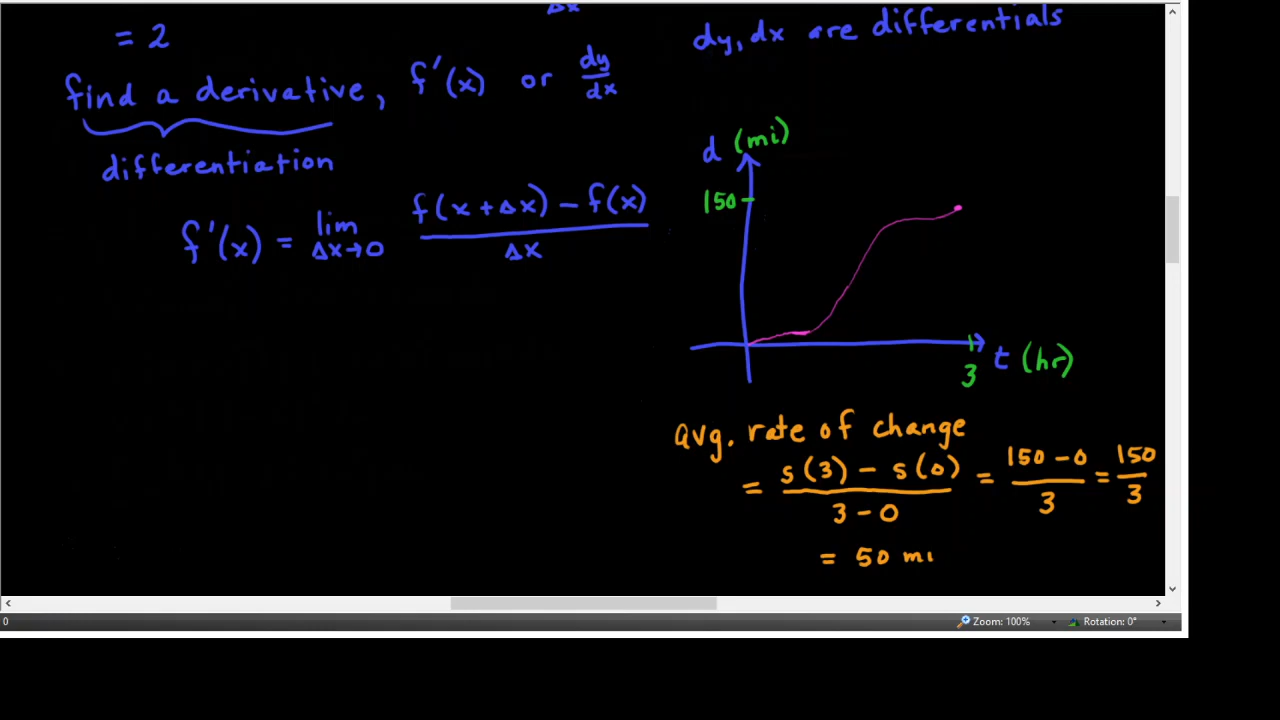 Δx
= 2
dy, dx are differentials
find a derivative, f'(x) or dy/dx
differentiation
f'(x) = lim Δx→0 f(x+Δx) − f(x) / Δx
d (mi)
150
t (hr)
3
avg. rate of change
= s(3) − s(0) / 3 − 0 = 150 − 0 / 3 = 150 / 3
= 50 mi
0
Zoom: 100%
Rotation: 0°